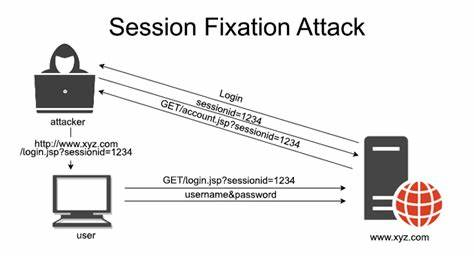 Session Fixation Attack
Login
sessionid=1234
GET/account.jsp?sessionid=1234
attacker
http://www.xyz.com
/login.jsp?sessionid=1234
GET/login.jsp?sessionid=1234
username&password
user
www.xyz.com